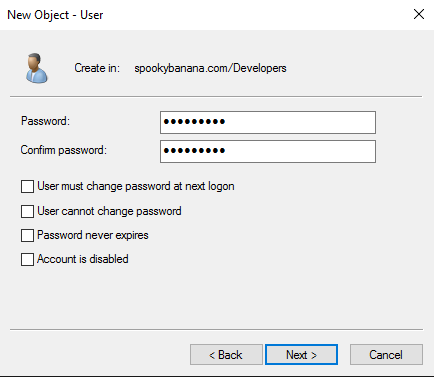 New Object - User
Create in: spookybanana.com/Developers
Password: •••••••••
Confirm password: •••••••••
User must change password at next logon
User cannot change password
Password never expires
Account is disabled
< Back Next > Cancel